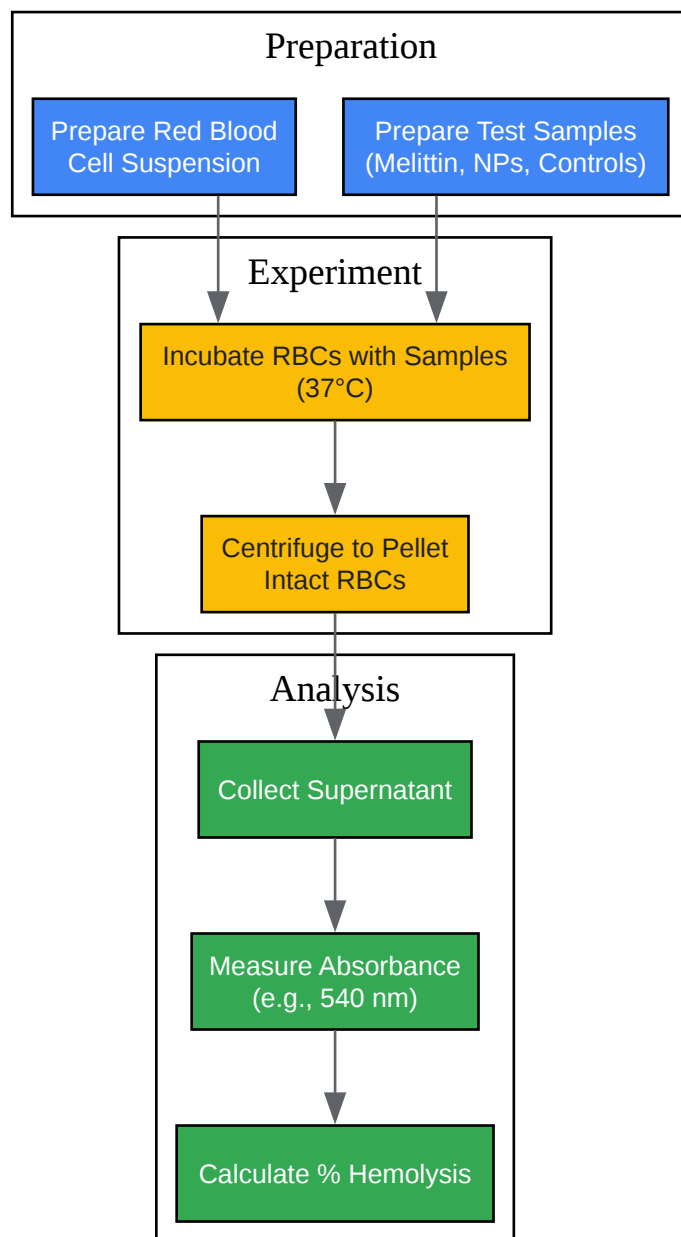 Preparation
Prepare Red Blood
Cell Suspension
Prepare Test Samples
(Melittin, NPs, Controls)
Experiment
Incubate RBCs with Samples
(37°C)
Centrifuge to Pellet
Intact RBCs
Analysis
Collect Supernatant
Measure Absorbance
(e.g., 540 nm)
Calculate % Hemolysis